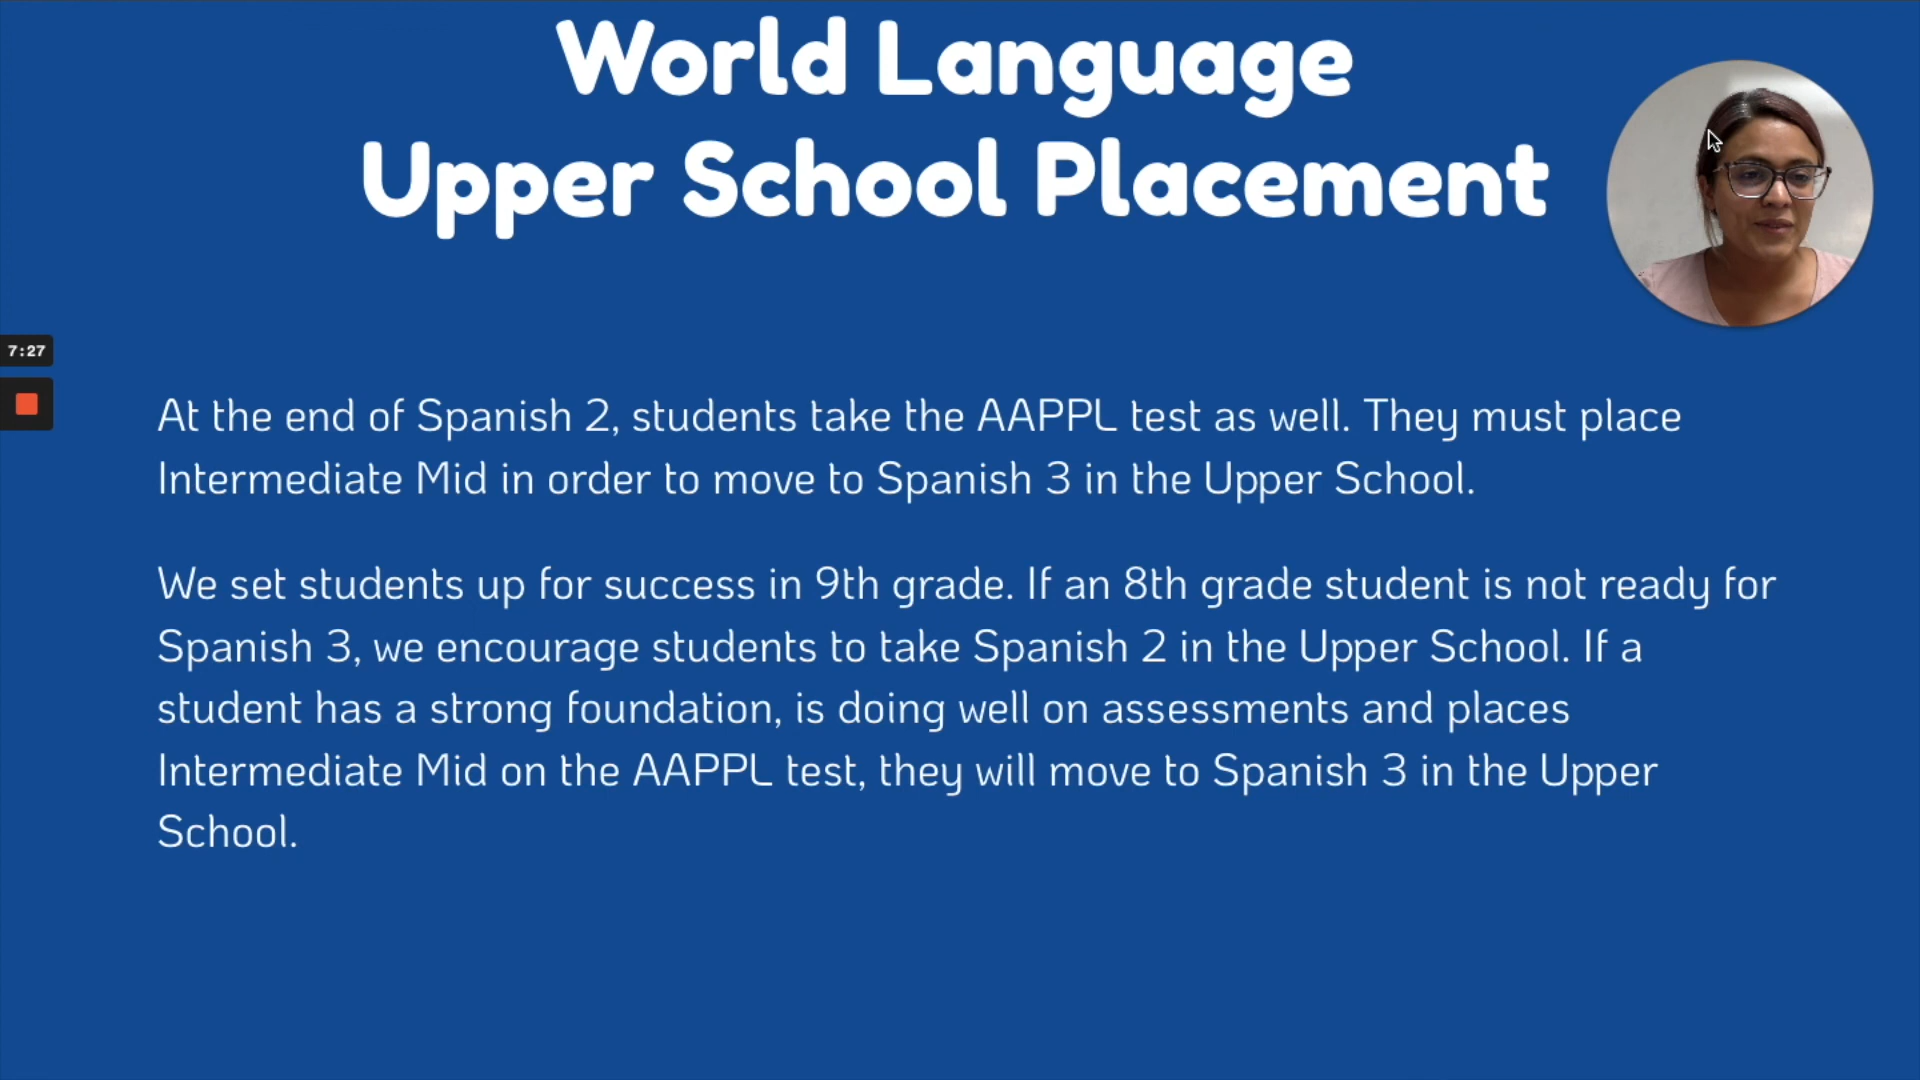 World Language
Upper School Placement
7:27
At the end of Spanish 2, students take the AAPPL test as well. They must place
Intermediate Mid in order to move to Spanish 3 in the Upper School.
We set students up for success in 9th grade. If an 8th grade student is not ready for
Spanish 3, we encourage students to take Spanish 2 in the Upper School. If a
student has a strong foundation, is doing well on assessments and places
Intermediate Mid on the AAPPL test, they will move to Spanish 3 in the Upper
School.